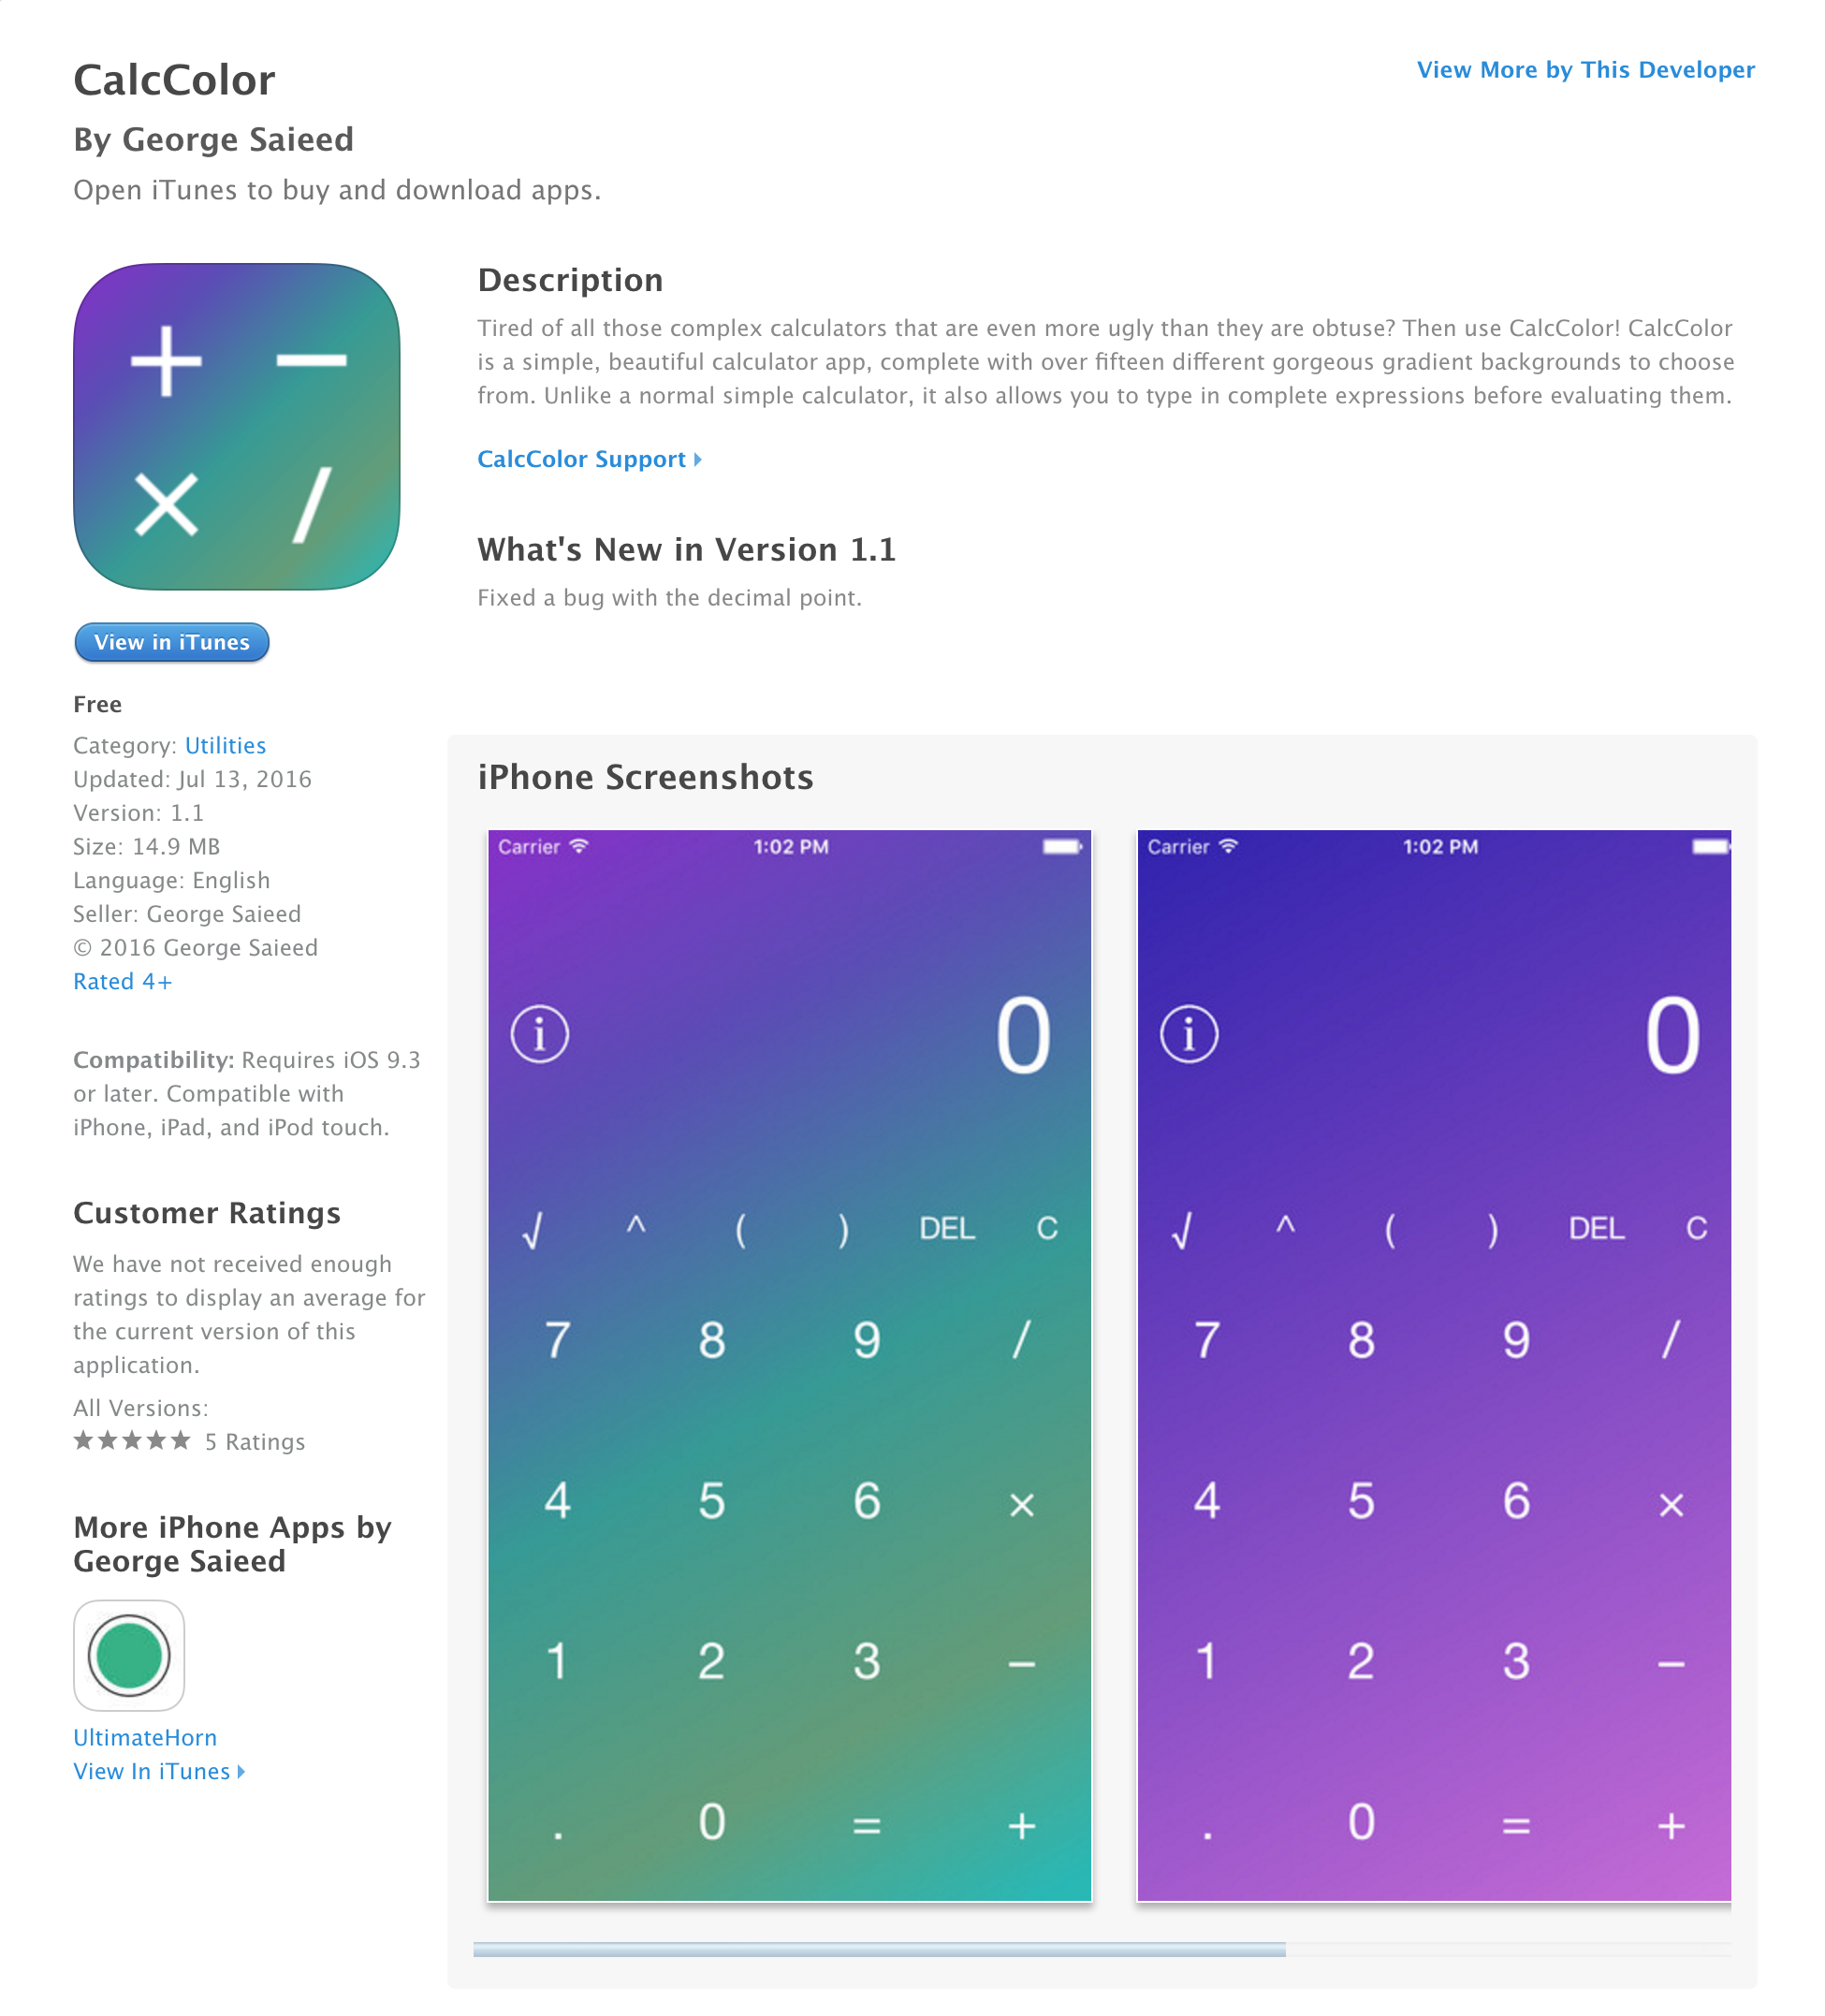 CalcColor
View More by This Developer
By George Saieed
Open iTunes to buy and download apps.
+ −
× /
View in iTunes
Free
Category: Utilities
Updated: Jul 13, 2016
Version: 1.1
Size: 14.9 MB
Language: English
Seller: George Saieed
© 2016 George Saieed
Rated 4+
Compatibility: Requires iOS 9.3
or later. Compatible with
iPhone, iPad, and iPod touch.
Customer Ratings
We have not received enough
ratings to display an average for
the current version of this
application.
All Versions:
★★★★★ 5 Ratings
More iPhone Apps by
George Saieed
UltimateHorn
View In iTunes
Description
Tired of all those complex calculators that are even more ugly than they are obtuse? Then use CalcColor! CalcColor
is a simple, beautiful calculator app, complete with over fifteen different gorgeous gradient backgrounds to choose
from. Unlike a normal simple calculator, it also allows you to type in complete expressions before evaluating them.
CalcColor Support
What's New in Version 1.1
Fixed a bug with the decimal point.
iPhone Screenshots
Carrier 1:02 PM
i 0
√ ^ ( ) DEL C
7 8 9 /
4 5 6 ×
1 2 3 −
. 0 = +
Carrier 1:02 PM
i 0
√ ^ ( ) DEL C
7 8 9 /
4 5 6 ×
1 2 3 −
. 0 = +